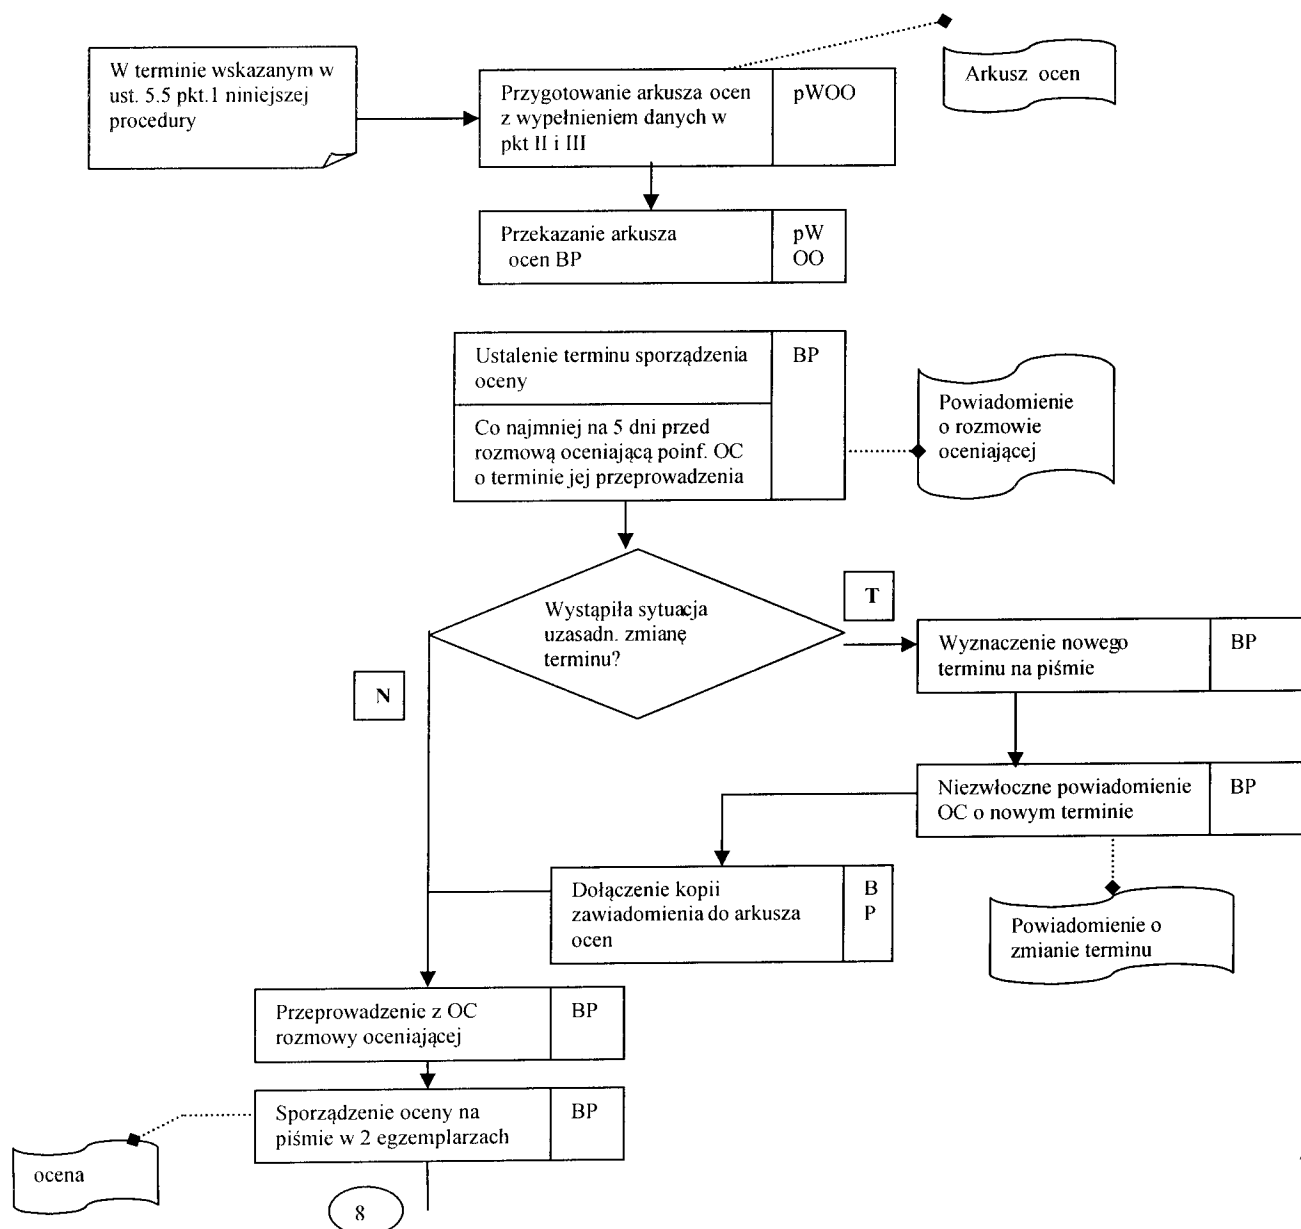 W terminie wskazanym w
ust. 5.5 pkt.1 niniejszej
procedury
Przygotowanie arkusza ocen
z wypełnieniem danych w
pkt II i III
pWOO
Arkusz ocen
Przekazanie arkusza
ocen BP
pW
OO
Ustalenie terminu sporządzenia
oceny
BP
Co najmniej na 5 dni przed
rozmową oceniającą poinf. OC
o terminie jej przeprowadzenia
Powiadomienie
o rozmowie
oceniającej
Wystąpiła sytuacja
uzasadn. zmianę
terminu?
T
N
Wyznaczenie nowego
terminu na piśmie
BP
Niezwłoczne powiadomienie
OC o nowym terminie
BP
Dołączenie kopii
zawiadomienia do arkusza
ocen
B
P
Powiadomienie o
zmianie terminu
Przeprowadzenie z OC
rozmowy oceniającej
BP
Sporządzenie oceny na
piśmie w 2 egzemplarzach
BP
ocena
8